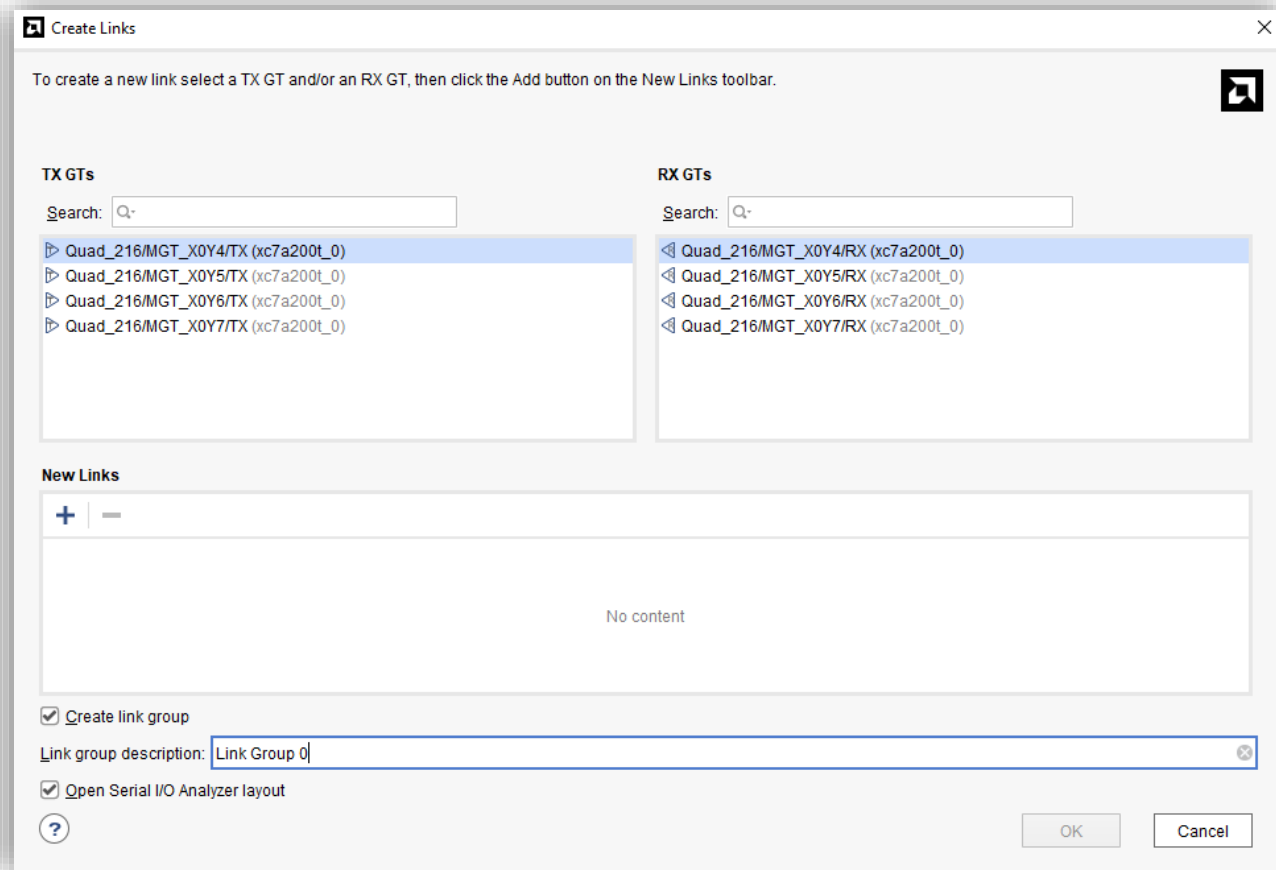 Create Links
To create a new link select a TX GT and/or an RX GT, then click the Add button on the New Links toolbar.
TX GTs
Search:
Quad_216/MGT_X0Y4/TX (xc7a200t_0)
Quad_216/MGT_X0Y5/TX (xc7a200t_0)
Quad_216/MGT_X0Y6/TX (xc7a200t_0)
Quad_216/MGT_X0Y7/TX (xc7a200t_0)
RX GTs
Search:
Quad_216/MGT_X0Y4/RX (xc7a200t_0)
Quad_216/MGT_X0Y5/RX (xc7a200t_0)
Quad_216/MGT_X0Y6/RX (xc7a200t_0)
Quad_216/MGT_X0Y7/RX (xc7a200t_0)
New Links
No content
Create link group
Link group description: Link Group 0
Open Serial I/O Analyzer layout
?
OK
Cancel